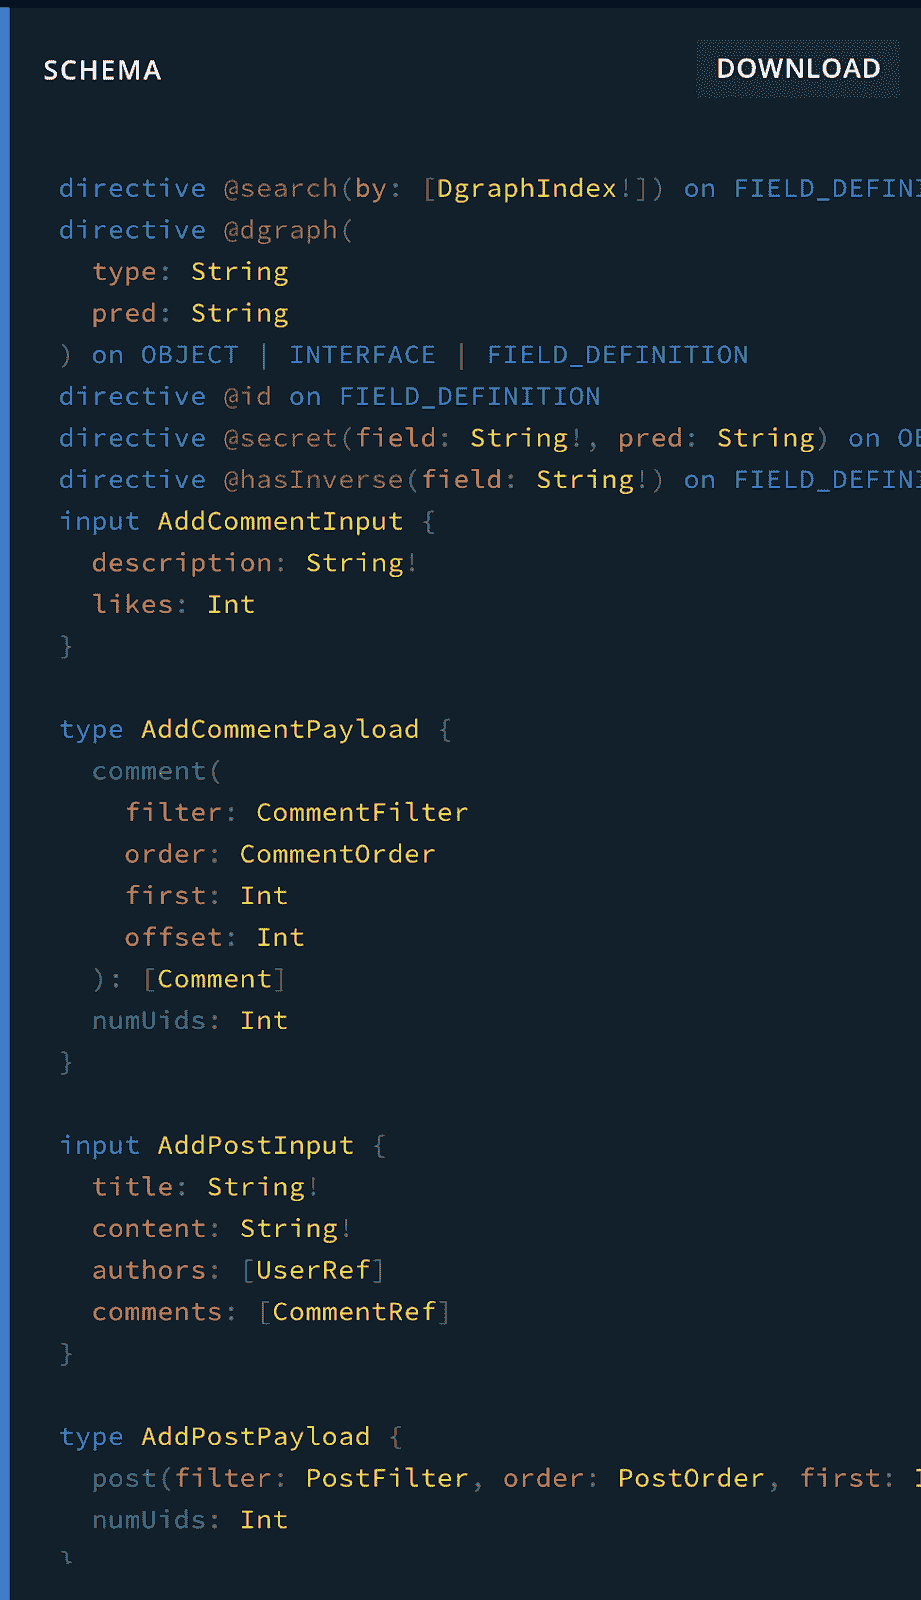 SCHEMA
DOWNLOAD
directive @search(by: [DgraphIndex!]) on FIELD_DEFINI
directive @dgraph(
  type: String
  pred: String
) on OBJECT | INTERFACE | FIELD_DEFINITION
directive @id on FIELD_DEFINITION
directive @secret(field: String!, pred: String) on OB
directive @hasInverse(field: String!) on FIELD_DEFINI
input AddCommentInput {
  description: String!
  likes: Int
}
type AddCommentPayload {
  comment(
    filter: CommentFilter
    order: CommentOrder
    first: Int
    offset: Int
  ): [Comment]
  numUids: Int
}
input AddPostInput {
  title: String!
  content: String!
  authors: [UserRef]
  comments: [CommentRef]
}
type AddPostPayload {
  post(filter: PostFilter, order: PostOrder, first: I
  numUids: Int
}